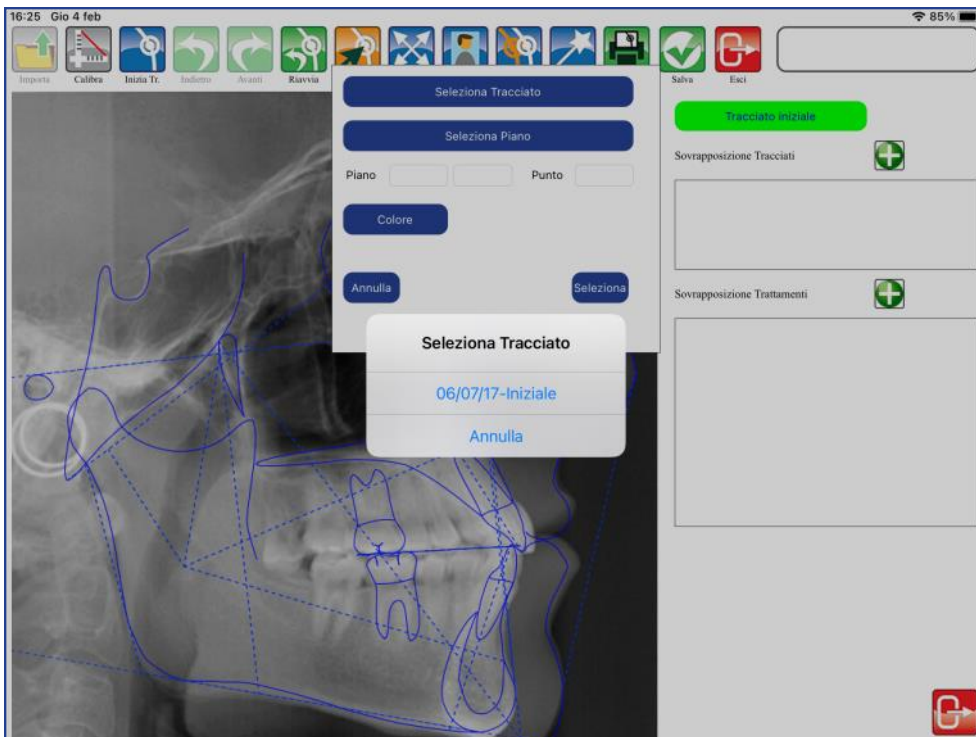 16:25 Gio 4 feb
85%
Importa Calibra Inizia Tr. Indietro Avanti Riavvia Salva Esci
Seleziona Tracciato
Seleziona Piano
Piano Punto
Colore
Annulla Seleziona
Seleziona Tracciato
06/07/17-Iniziale
Annulla
Tracciato iniziale
Sovrapposizione Tracciati
Sovrapposizione Trattamenti